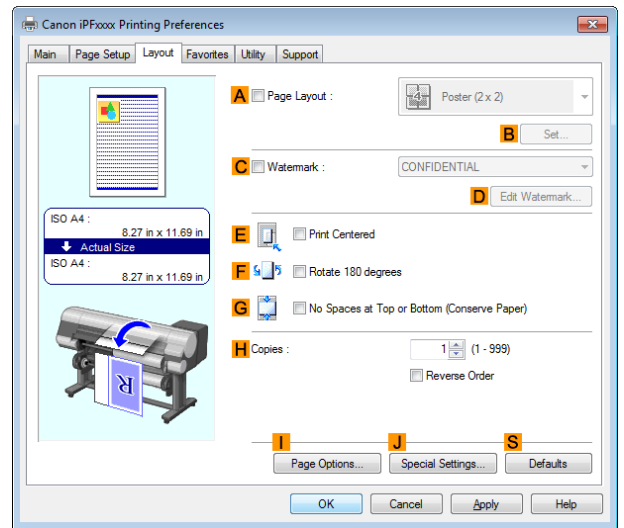 Canon iPFxxxx Printing Preferences
Main Page Setup Layout Favorites Utility Support
A Page Layout : Poster (2 x 2)
B Set...
C Watermark : CONFIDENTIAL
D Edit Watermark...
ISO A4 :
8.27 in x 11.69 in
Actual Size
ISO A4 :
8.27 in x 11.69 in
E Print Centered
F Rotate 180 degrees
G No Spaces at Top or Bottom (Conserve Paper)
H Copies : 1 (1 - 999)
Reverse Order
R
I J S
Page Options... Special Settings... Defaults
OK Cancel Apply Help